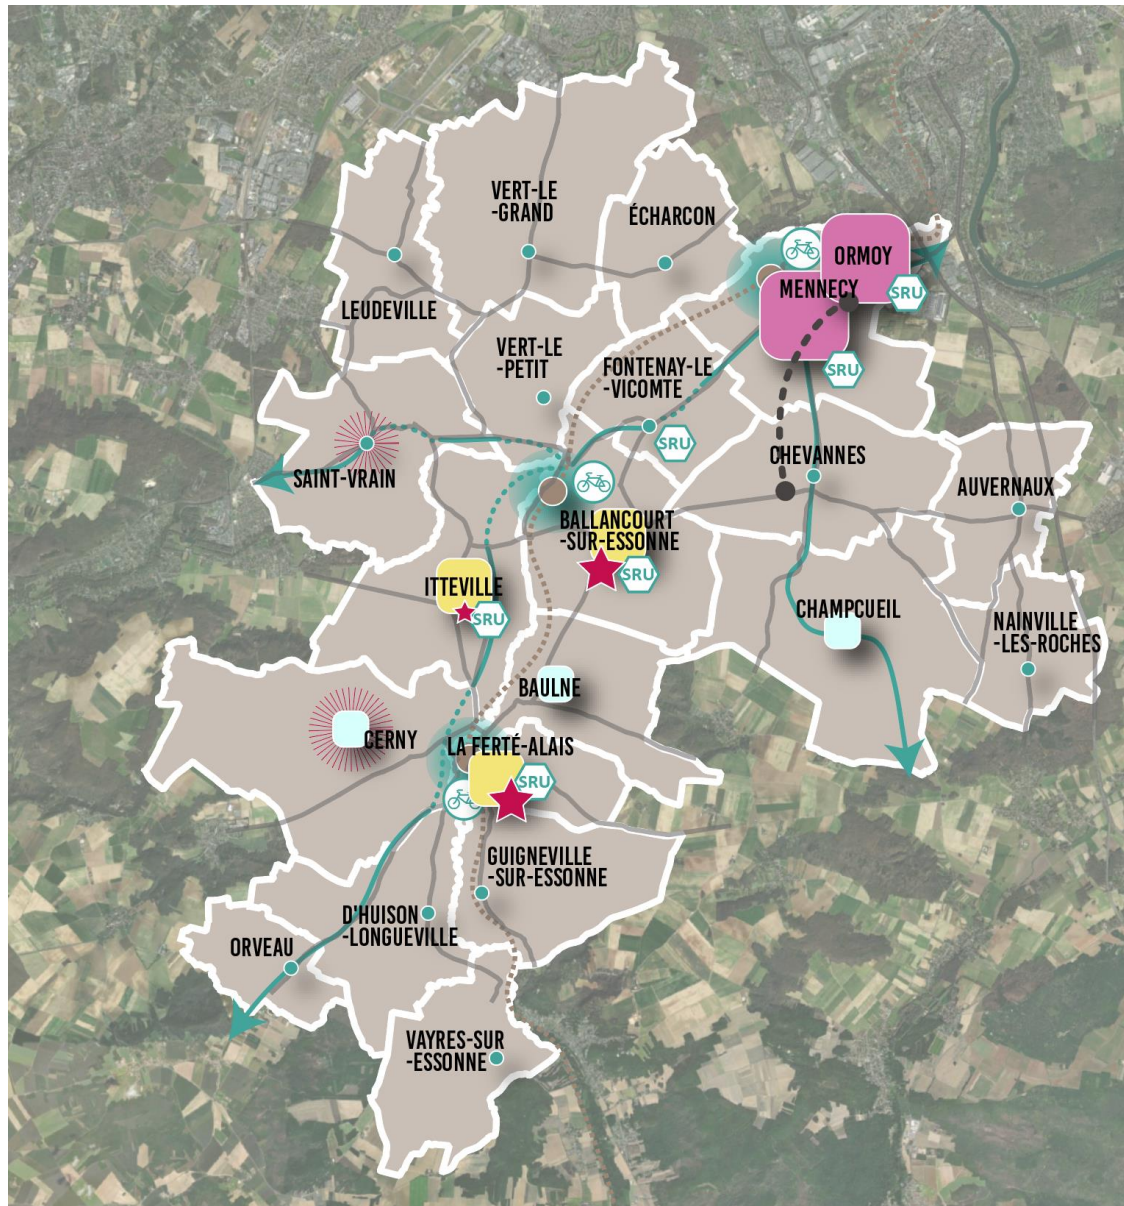 VERT-LE
-GRAND
ÉCHARCON
ORMOY
MENNECY
SRU
LEUDEVILLE
VERT-LE
-PETIT
FONTENAY-LE
-VICOMTE
SRU
SRU
CHEVANNES
SAINT-VRAIN
AUVERNAUX
BALLANCOURT
-SUR-ESSONNE
SRU
ITTEVILLE
SRU
CHAMPCUEIL
NAINVILLE
-LES-ROCHES
BAULNE
CERNY
LA FERTÉ-ALAIS
SRU
GUIGNEVILLE
-SUR-ESSONNE
D'HUISON
-LONGUEVILLE
ORVEAU
VAYRES-SUR
-ESSONNE